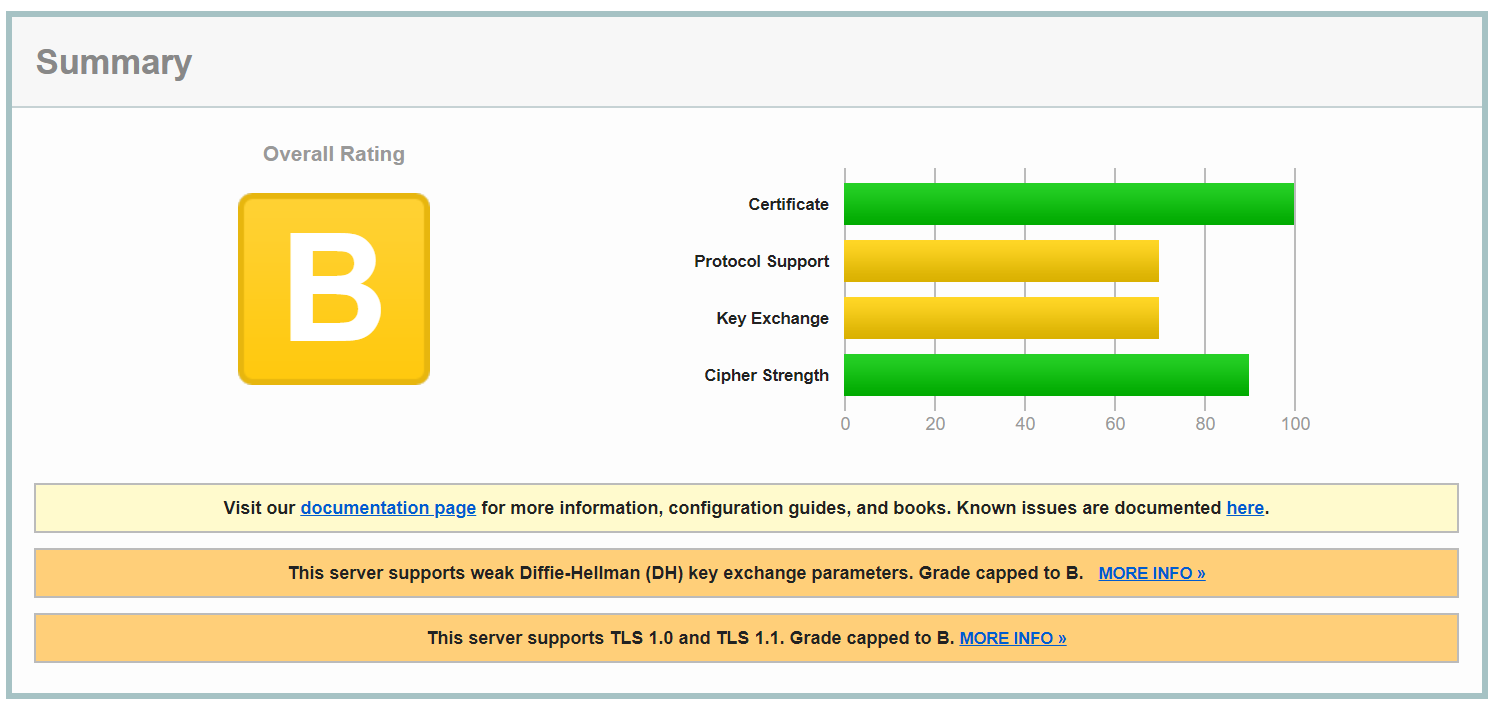 Summary
Overall Rating
B
Certificate
Protocol Support
Key Exchange
Cipher Strength
0 20 40 60 80 100
Visit our documentation page for more information, configuration guides, and books. Known issues are documented here.
This server supports weak Diffie-Hellman (DH) key exchange parameters. Grade capped to B. MORE INFO »
This server supports TLS 1.0 and TLS 1.1. Grade capped to B. MORE INFO »